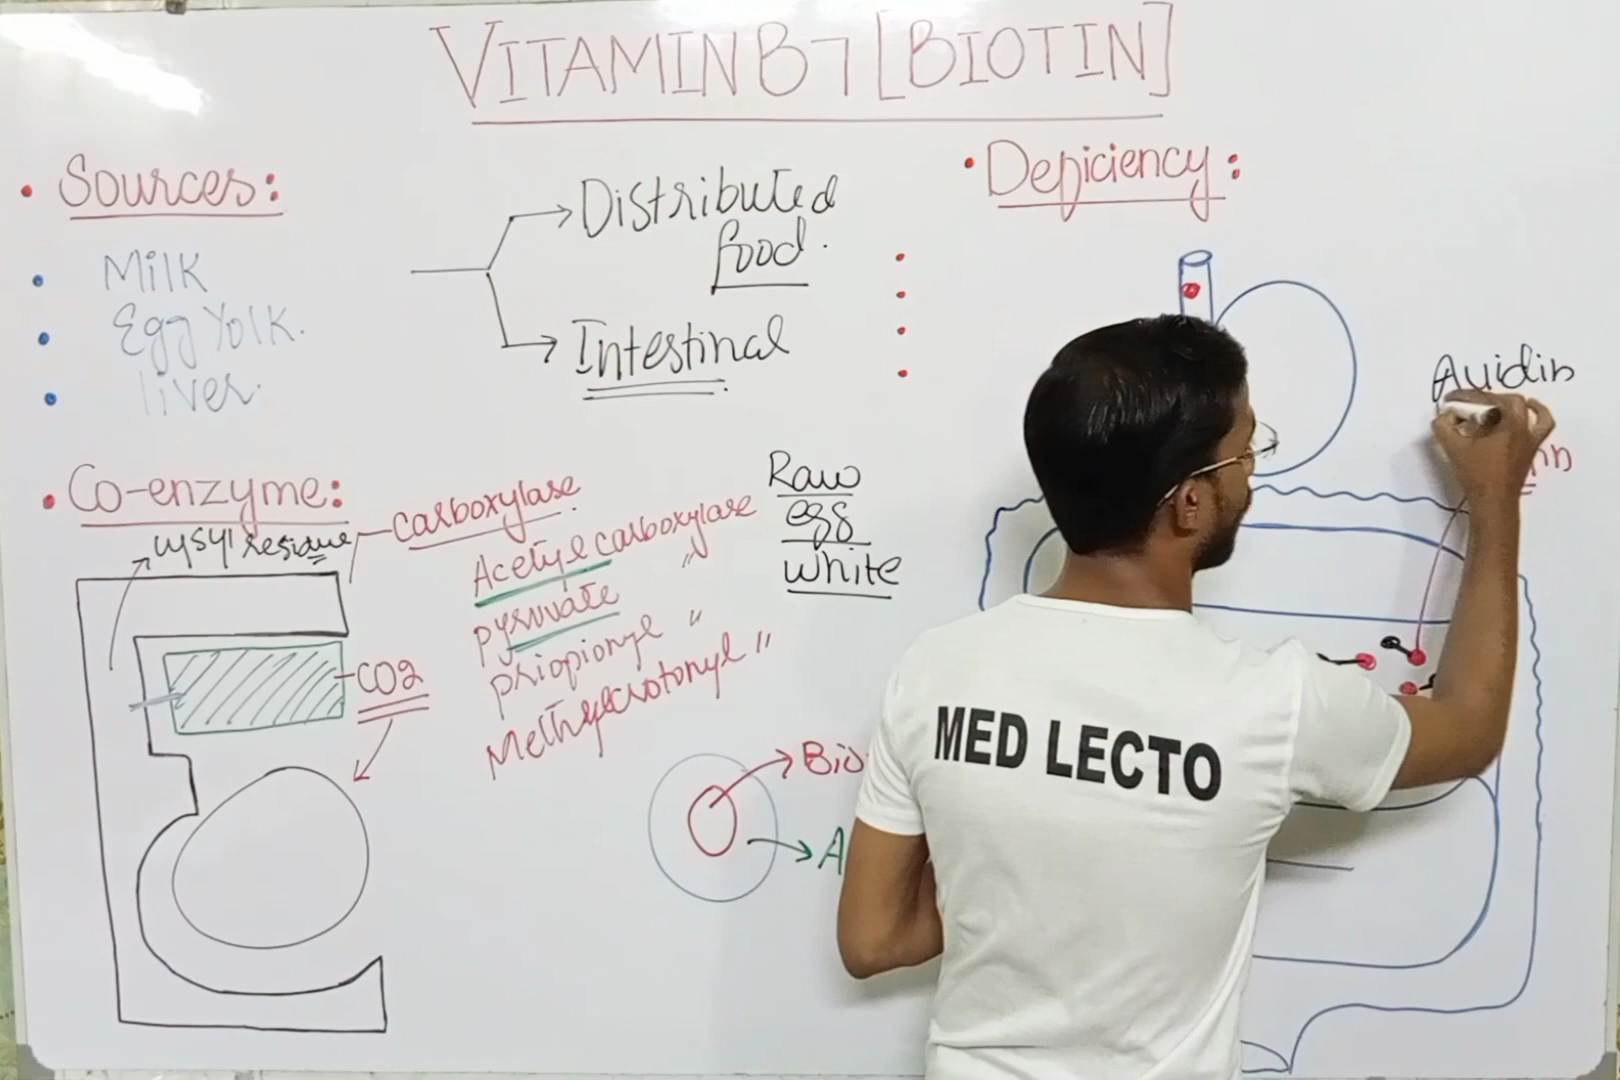 VITAMIN B7 [BIOTIN]
• Sources:
• Milk
• Egg Yolk.
• liver.
Distributed
food.
Intestinal
• Deficiency:
Avidin
• Co-enzyme:
Lysyl residue
carboxylase
Acetyl carboxylase
pyruvate "
propionyl "
Methylcrotonyl "
CO2
Raw
egg
white
MED LECTO